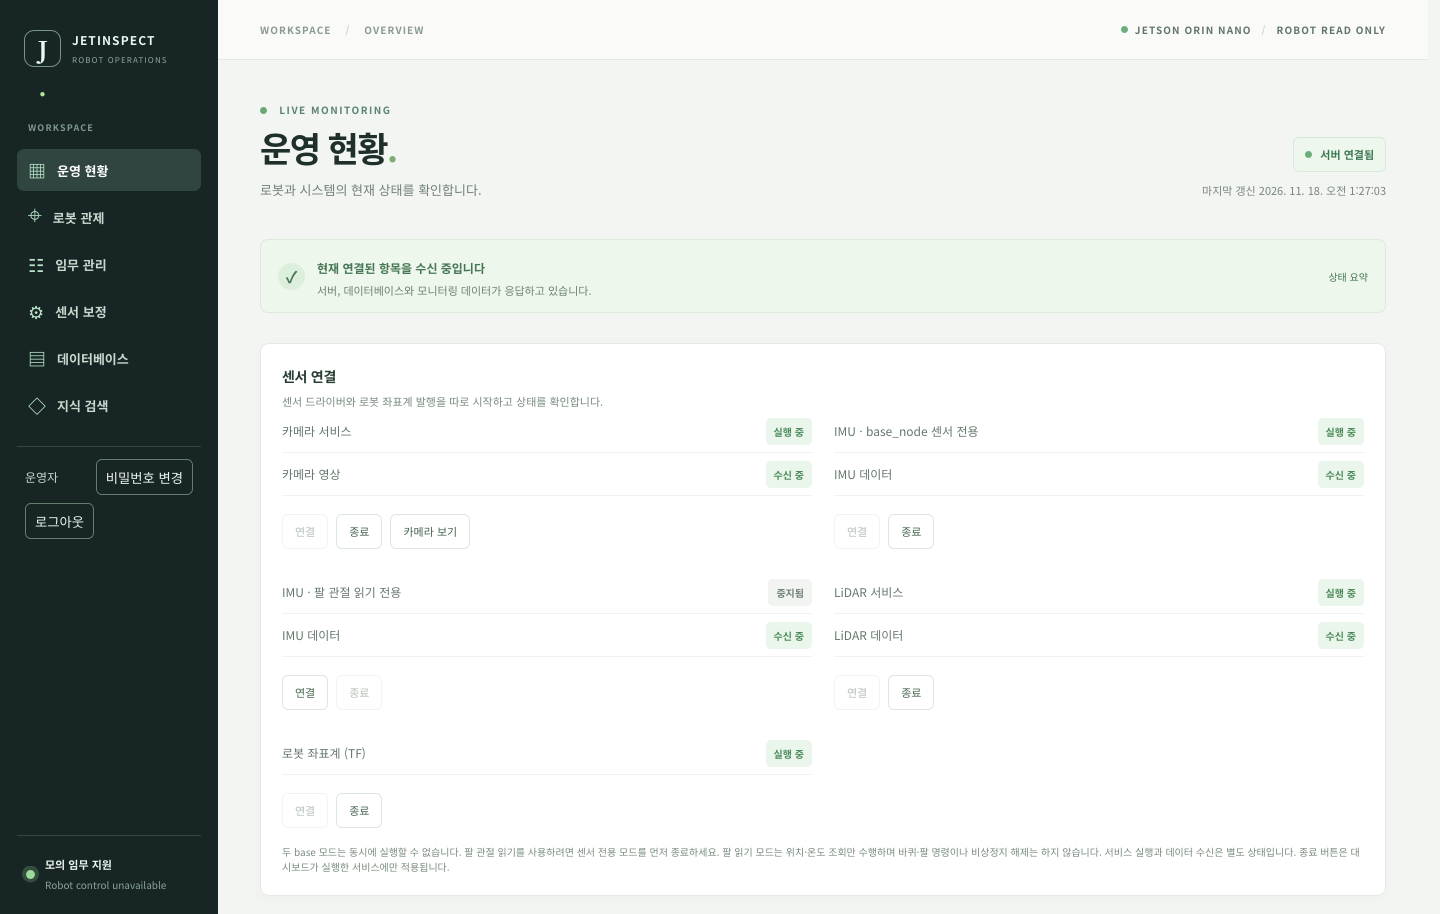 J
JETINSPECT
ROBOT OPERATIONS
WORKSPACE
운영 현황
로봇 관제
임무 관리
센서 보정
데이터베이스
지식 검색
운영자
비밀번호 변경
로그아웃
모의 임무 지원
Robot control unavailable
WORKSPACE / OVERVIEW
JETSON ORIN NANO / ROBOT READ ONLY
LIVE MONITORING
운영 현황.
로봇과 시스템의 현재 상태를 확인합니다.
서버 연결됨
마지막 갱신 2026. 11. 18. 오전 1:27:03
현재 연결된 항목을 수신 중입니다
서버, 데이터베이스와 모니터링 데이터가 응답하고 있습니다.
상태 요약
센서 연결
센서 드라이버와 로봇 좌표계 발행을 따로 시작하고 상태를 확인합니다.
카메라 서비스 실행 중
카메라 영상 수신 중
연결 종료 카메라 보기
IMU · base_node 센서 전용 실행 중
IMU 데이터 수신 중
연결 종료
IMU · 팔 관절 읽기 전용 중지됨
IMU 데이터 수신 중
연결 종료
LiDAR 서비스 실행 중
LiDAR 데이터 수신 중
연결 종료
로봇 좌표계 (TF) 실행 중
연결 종료
두 base 모드는 동시에 실행할 수 없습니다. 팔 관절 읽기를 사용하려면 센서 전용 모드를 먼저 종료하세요. 팔 읽기 모드는 위치·온도 조회만 수행하며 바퀴·팔 명령이나 비상정지 해제는 하지 않습니다. 서비스 실행과 데이터 수신은 별도 상태입니다. 종료 버튼은 대
시보드가 실행한 서비스에만 적용됩니다.